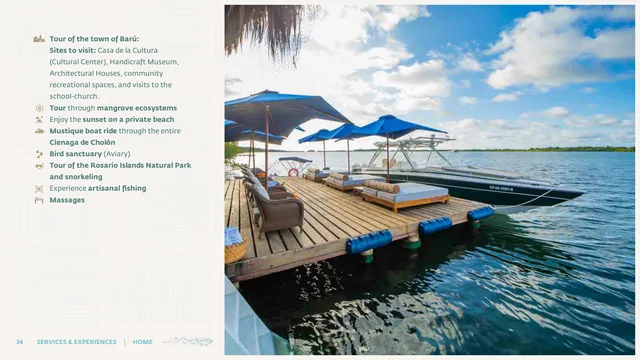 Tour of the town of Barú:
Sites to visit: Casa de la Cultura
(Cultural Center), Handicraft Museum,
Architectural Houses, community
recreational spaces, and visits to the
school-church.
Tour through mangrove ecosystems
Enjoy the sunset on a private beach
Mustique boat ride through the entire
Cienaga de Cholón
Bird sanctuary (Aviary)
Tour of the Rosario Islands Natural Park
and snorkeling
Experience artisanal fishing
Massages
34 SERVICES & EXPERIENCES | HOME